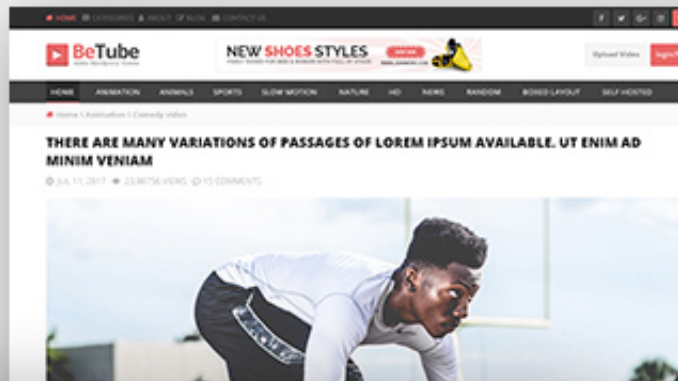 HOME CATEGORIES ABOUT BLOG CONTACT US
BeTube
NEW SHOES STYLES
Upload Video
HOME ANIMATION ANIMALS SPORTS SLOW MOTION NATURE HD NEWS RANDOM BOXED LAYOUT SELF HOSTED
Home \ Animation \ Comedy video
THERE ARE MANY VARIATIONS OF PASSAGES OF LOREM IPSUM AVAILABLE. UT ENIM AD
MINIM VENIAM
JUL 11, 2017 VIEWS 15 COMMENTS